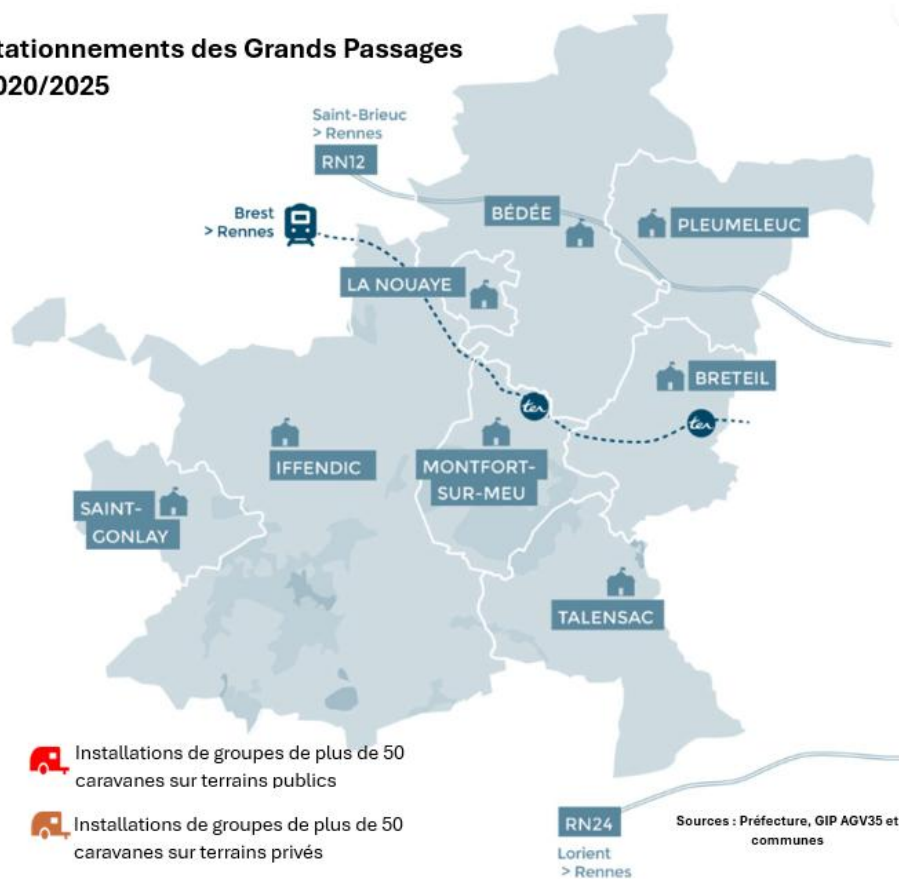 tationnements des Grands Passages
020/2025
Saint-Brieuc
> Rennes
RN12
Brest
> Rennes
BÉDÉE
PLEUMELEUC
LA NOUAYE
BRETEIL
ter
ter
IFFENDIC
MONTFORT-
SUR-MEU
SAINT-
GONLAY
TALENSAC
Installations de groupes de plus de 50
caravanes sur terrains publics
Installations de groupes de plus de 50
caravanes sur terrains privés
RN24
Lorient
> Rennes
Sources : Préfecture, GIP AGV35 et
communes